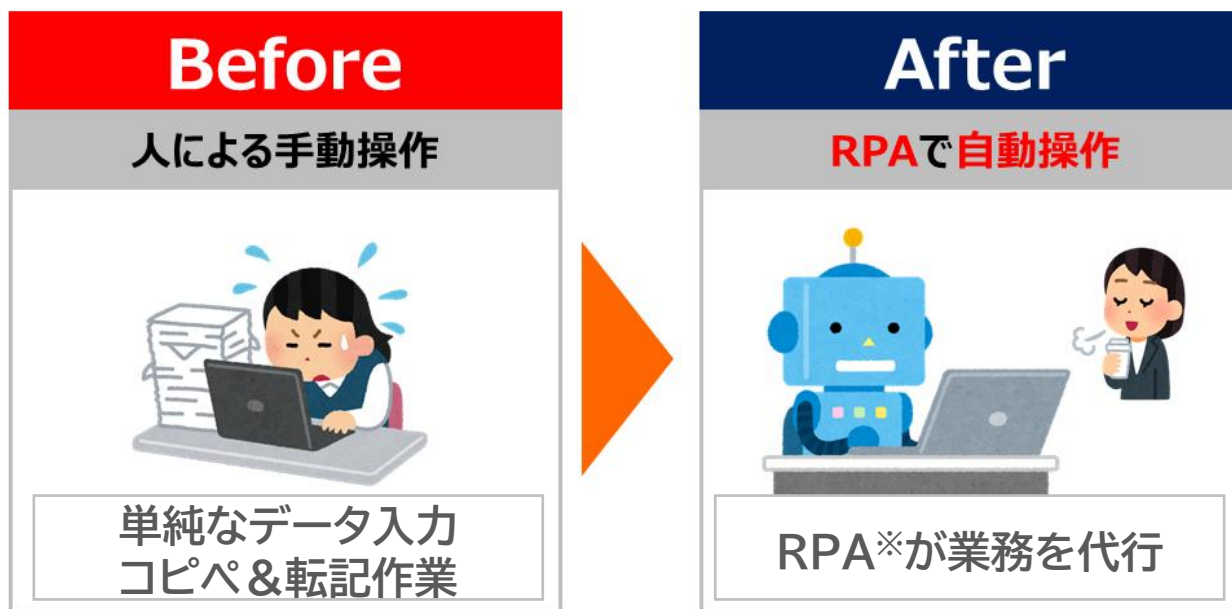 Before
人による手動操作
単純なデータ入力
コピペ＆転記作業
After
RPAで自動操作
RPA※が業務を代行